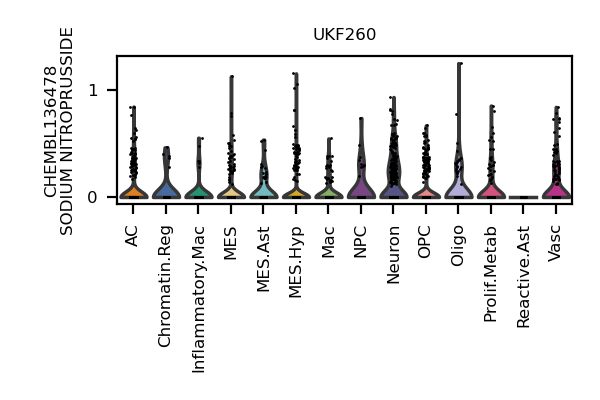 UKF260
CHEMBL136478
SODIUM NITROPRUSSIDE
1
0
AC
Chromatin.Reg
Inflammatory.Mac
MES
MES.Ast
MES.Hyp
Mac
NPC
Neuron
OPC
Oligo
Prolif.Metab
Reactive.Ast
Vasc